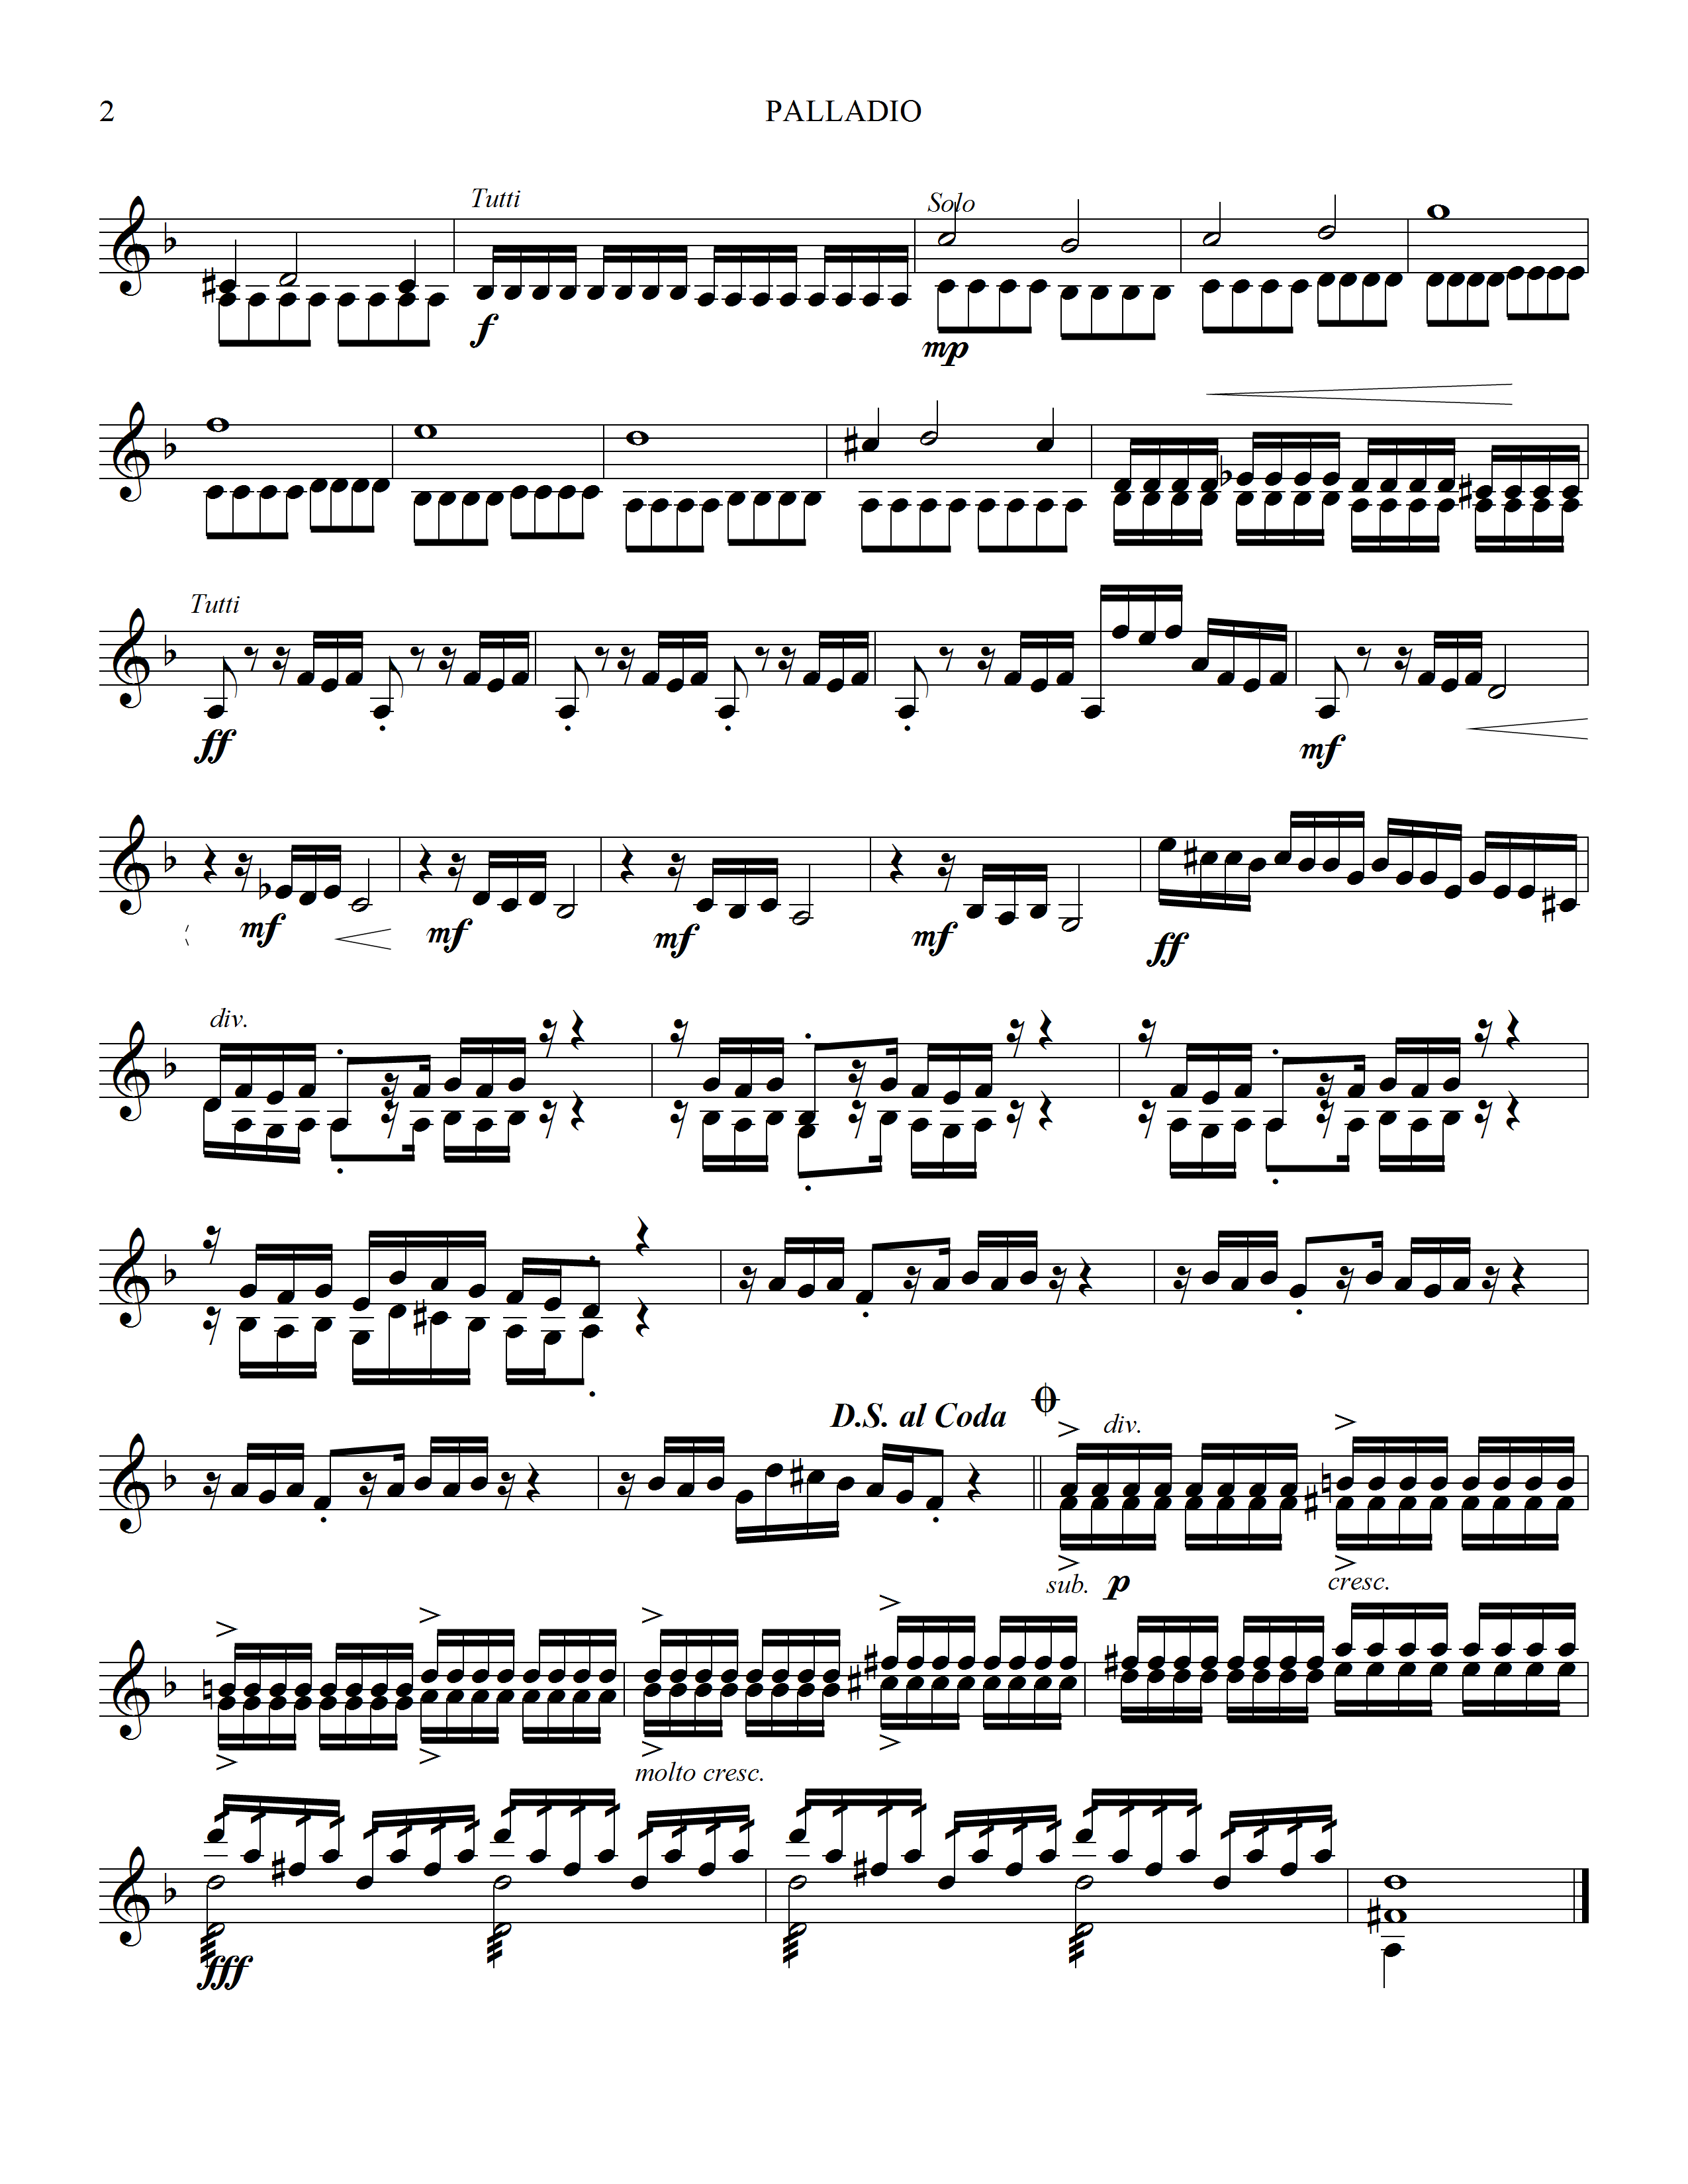 2
PALLADIO
Tutti
Solo
f
mp
Tutti
ff
mf
mf
mf
mf
mf
ff
div.
D.S. al Coda
div.
sub. p
cresc.
molto cresc.
fff